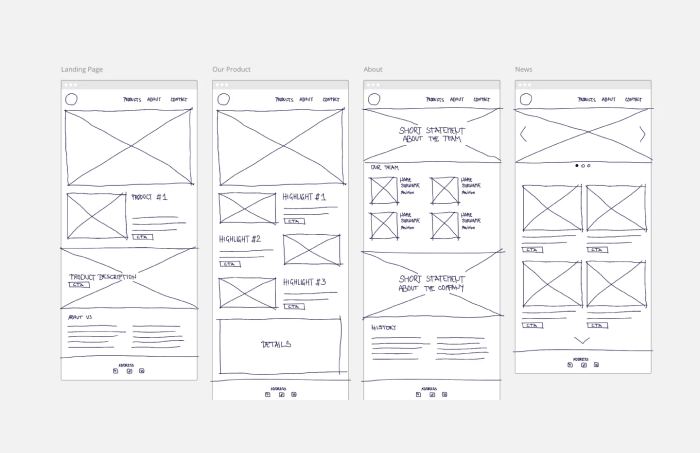 Landing Page
PRODUCTS ABOUT CONTACT
PRODUCT #1
CTA
PRODUCT DESCRIPTION
CTA
ABOUT US
ADDRESS
Our Product
PRODUCTS ABOUT CONTACT
HIGHLIGHT #1
CTA
HIGHLIGHT #2
CTA
HIGHLIGHT #3
CTA
DETAILS
ADDRESS
About
PRODUCTS ABOUT CONTACT
SHORT STATEMENT
ABOUT THE TEAM
OUR TEAM
NAME
SURNAME
Position
NAME
SURNAME
Position
NAME
SURNAME
Position
NAME
SURNAME
Position
SHORT STATEMENT
ABOUT THE COMPANY
HISTORY
ADDRESS
News
PRODUCTS ABOUT CONTACT
CTA
CTA
CTA
CTA
ADDRESS